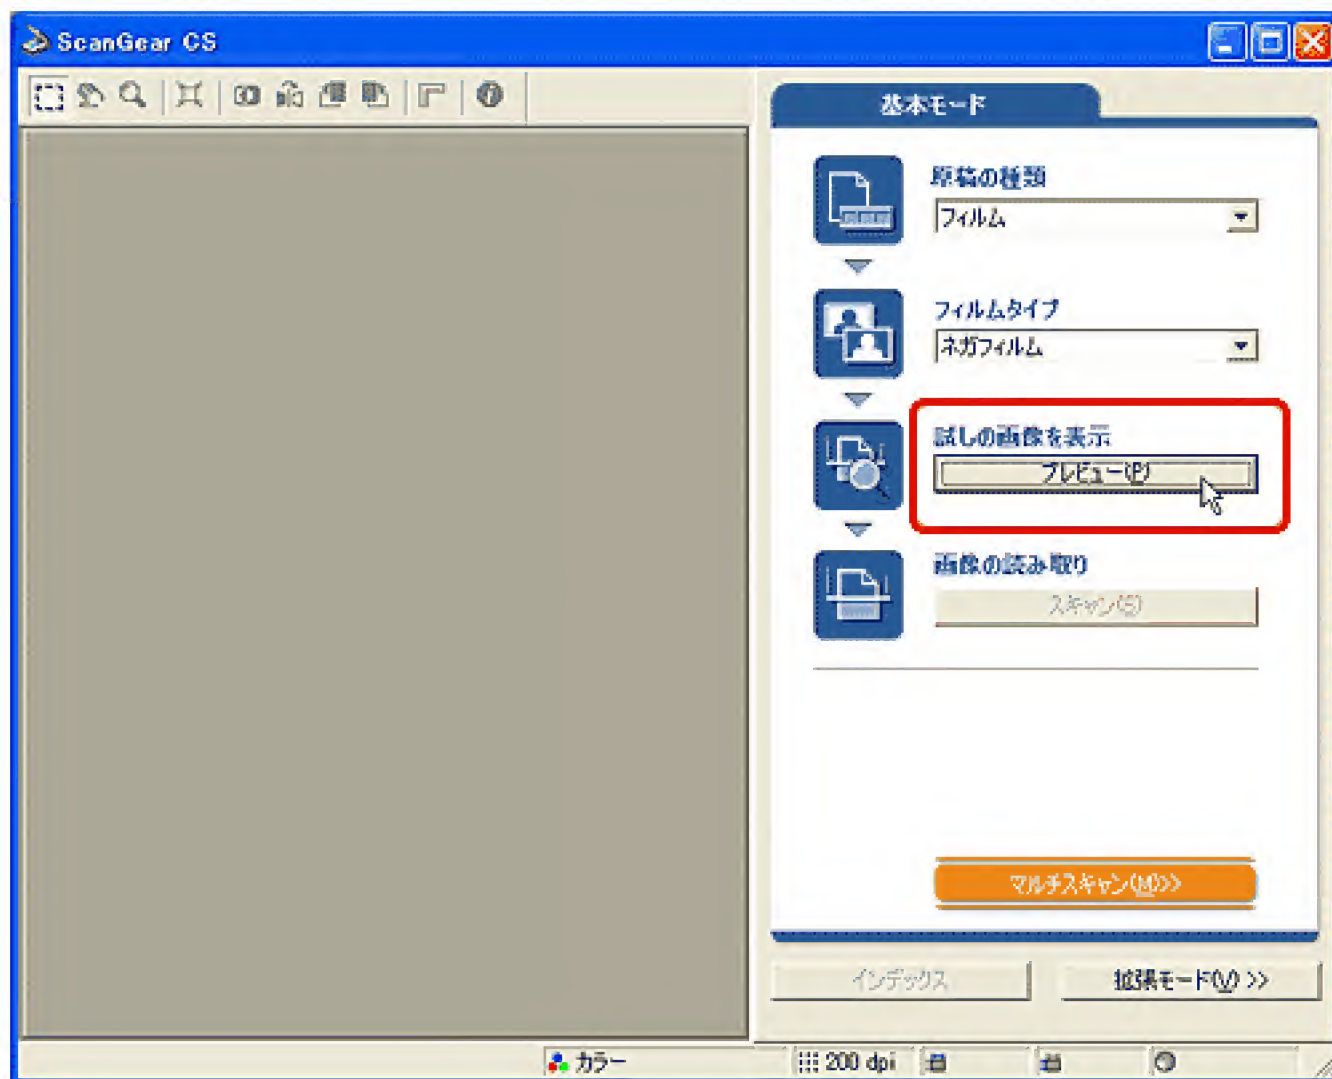 ScanGear CS
基本モード
原稿の種類
フィルム
フィルムタイプ
ネガフィルム
試しの画像を表示
プレビュー(P)
画像の読み取り
スキャン(S)
マルチスキャン(M)>>
インデックス
拡張モード(V) >>
カラー
200 dpi